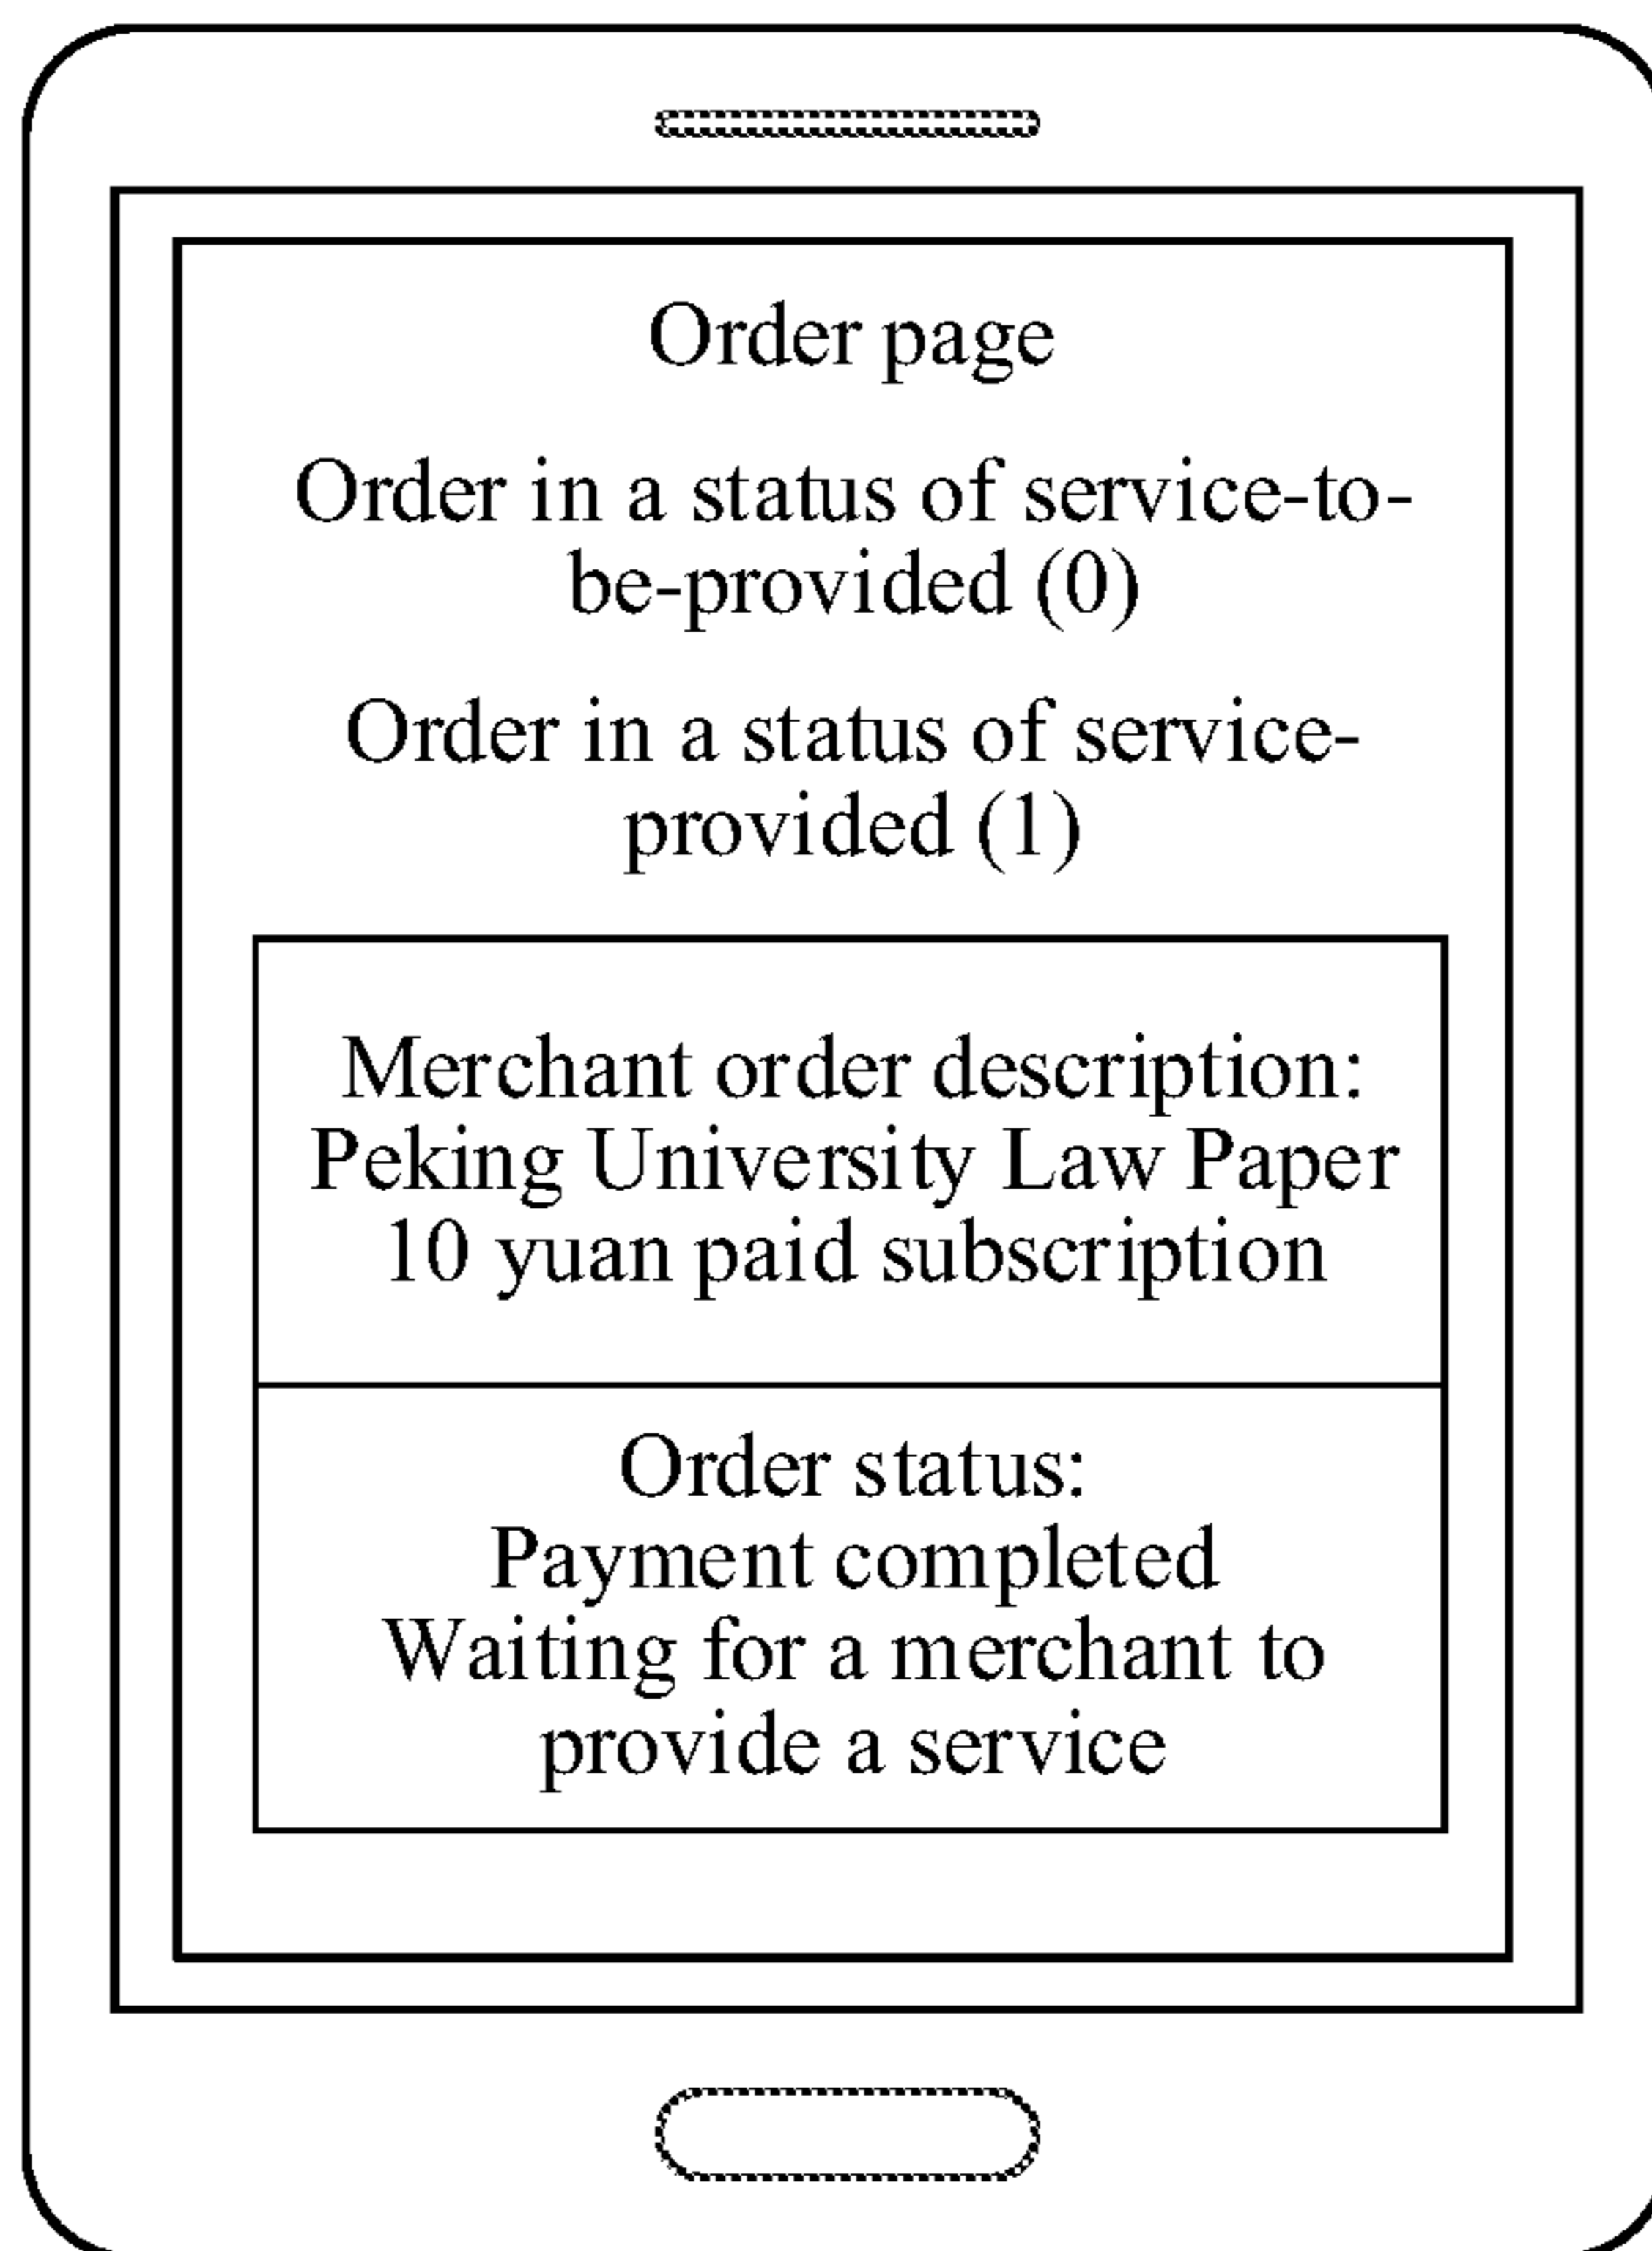 Order page
Order in a status of service-to-
be-provided (0)
Order in a status of service-
provided (1)
Merchant order description:
Peking University Law Paper
10 yuan paid subscription
Order status:
Payment completed
Waiting for a merchant to
provide a service